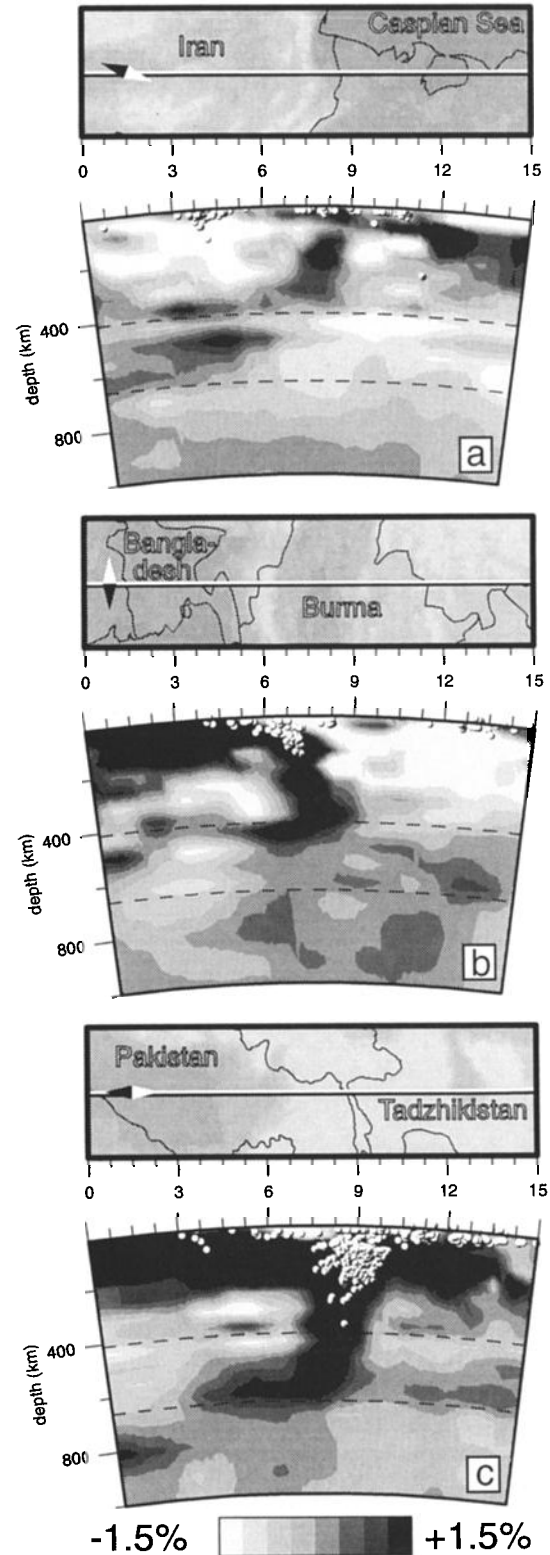 Iran
Caspian Sea
0 3 6 9 12 15
400
depth (km)
800
a
Bangla-
desh
Burma
0 3 6 9 12 15
400
depth (km)
800
b
Pakistan
Tadzhikistan
0 3 6 9 12 15
400
depth (km)
800
c
-1.5% +1.5%